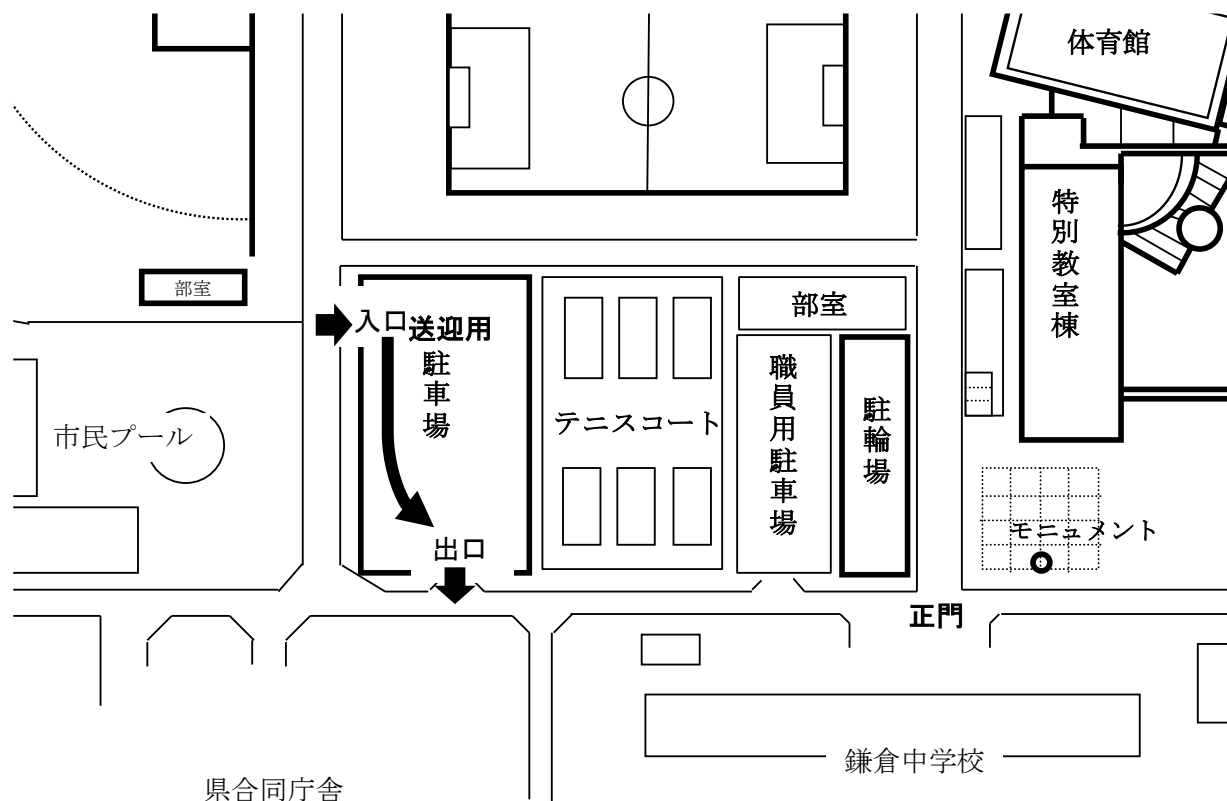 体育館
特別教室棟
部室
部室
入口
送迎用
駐車場
職員用駐車場
駐輪場
テニスコート
市民プール
モニュメント
出口
正門
鎌倉中学校
県合同庁舎